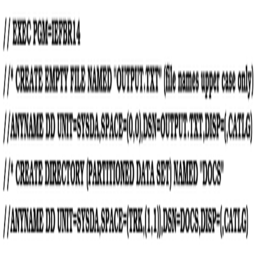 // EXEC PGM=IEFBR14
//* CREATE EMPTY FILE NAMED "OUTPUT.TXT" (file names upper case only)
//ANYNAME DD UNIT=SYSDA,SPACE=(0,0),DSN=OUTPUT.TXT,DISP=(,CATLG)
//* CREATE DIRECTORY (PARTITIONED DATA SET) NAMED "DOCS"
//ANYNAME DD UNIT=SYSDA,SPACE=(TRK,(1,1)),DSN=DOCS,DISP=(,CATLG)